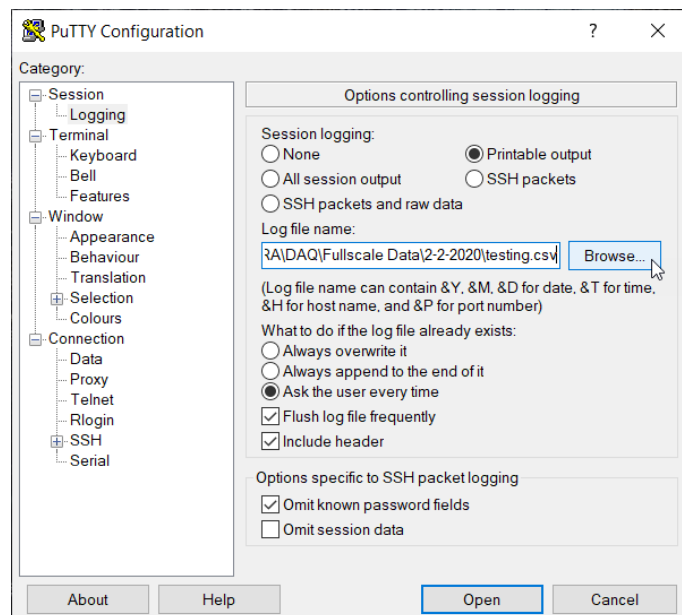 PuTTY Configuration
?
Category:
Session
Logging
Terminal
Keyboard
Bell
Features
Window
Appearance
Behaviour
Translation
Selection
Colours
Connection
Data
Proxy
Telnet
Rlogin
SSH
Serial
Options controlling session logging
Session logging:
None Printable output
All session output SSH packets
SSH packets and raw data
Log file name:
RA\DAQ\Fullscale Data\2-2-2020\testing.csv Browse...
(Log file name can contain &Y, &M, &D for date, &T for time,
&H for host name, and &P for port number)
What to do if the log file already exists:
Always overwrite it
Always append to the end of it
Ask the user every time
Flush log file frequently
Include header
Options specific to SSH packet logging
Omit known password fields
Omit session data
About Help Open Cancel